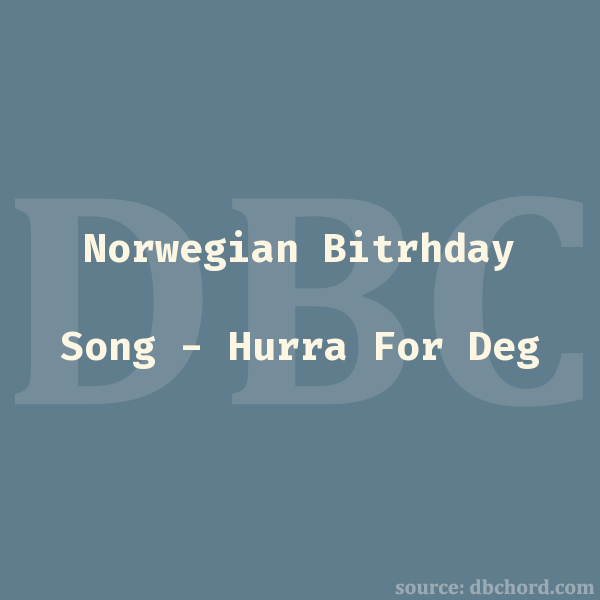 DBC
Norwegian Bitrhday
Song - Hurra For Deg
source: dbchord.com